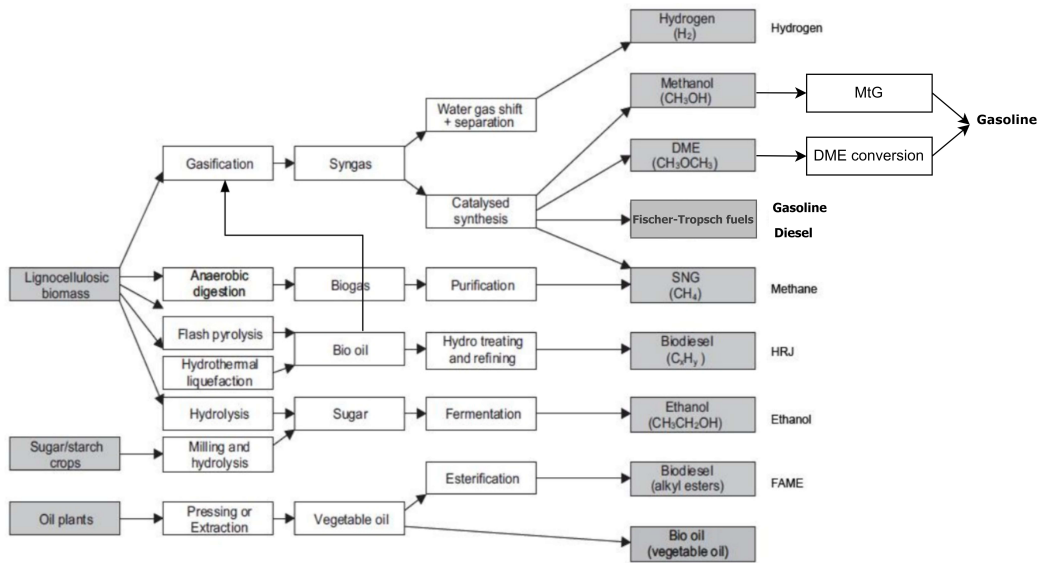 Hydrogen
(H₂)
Hydrogen
Methanol
(CH₃OH)
MtG
Gasoline
Water gas shift
+ separation
Gasification
Syngas
DME
(CH₃OCH₃)
DME conversion
Catalysed
synthesis
Fischer-Tropsch fuels
Gasoline
Diesel
Lignocellulosic
biomass
Anaerobic
digestion
Biogas
Purification
SNG
(CH₄)
Methane
Flash pyrolysis
Bio oil
Hydro treating
and refining
Biodiesel
(CₓHᵧ )
HRJ
Hydrothermal
liquefaction
Hydrolysis
Sugar
Fermentation
Ethanol
(CH₃CH₂OH)
Ethanol
Sugar/starch
crops
Milling and
hydrolysis
Esterification
Biodiesel
(alkyl esters)
FAME
Oil plants
Pressing or
Extraction
Vegetable oil
Bio oil
(vegetable oil)